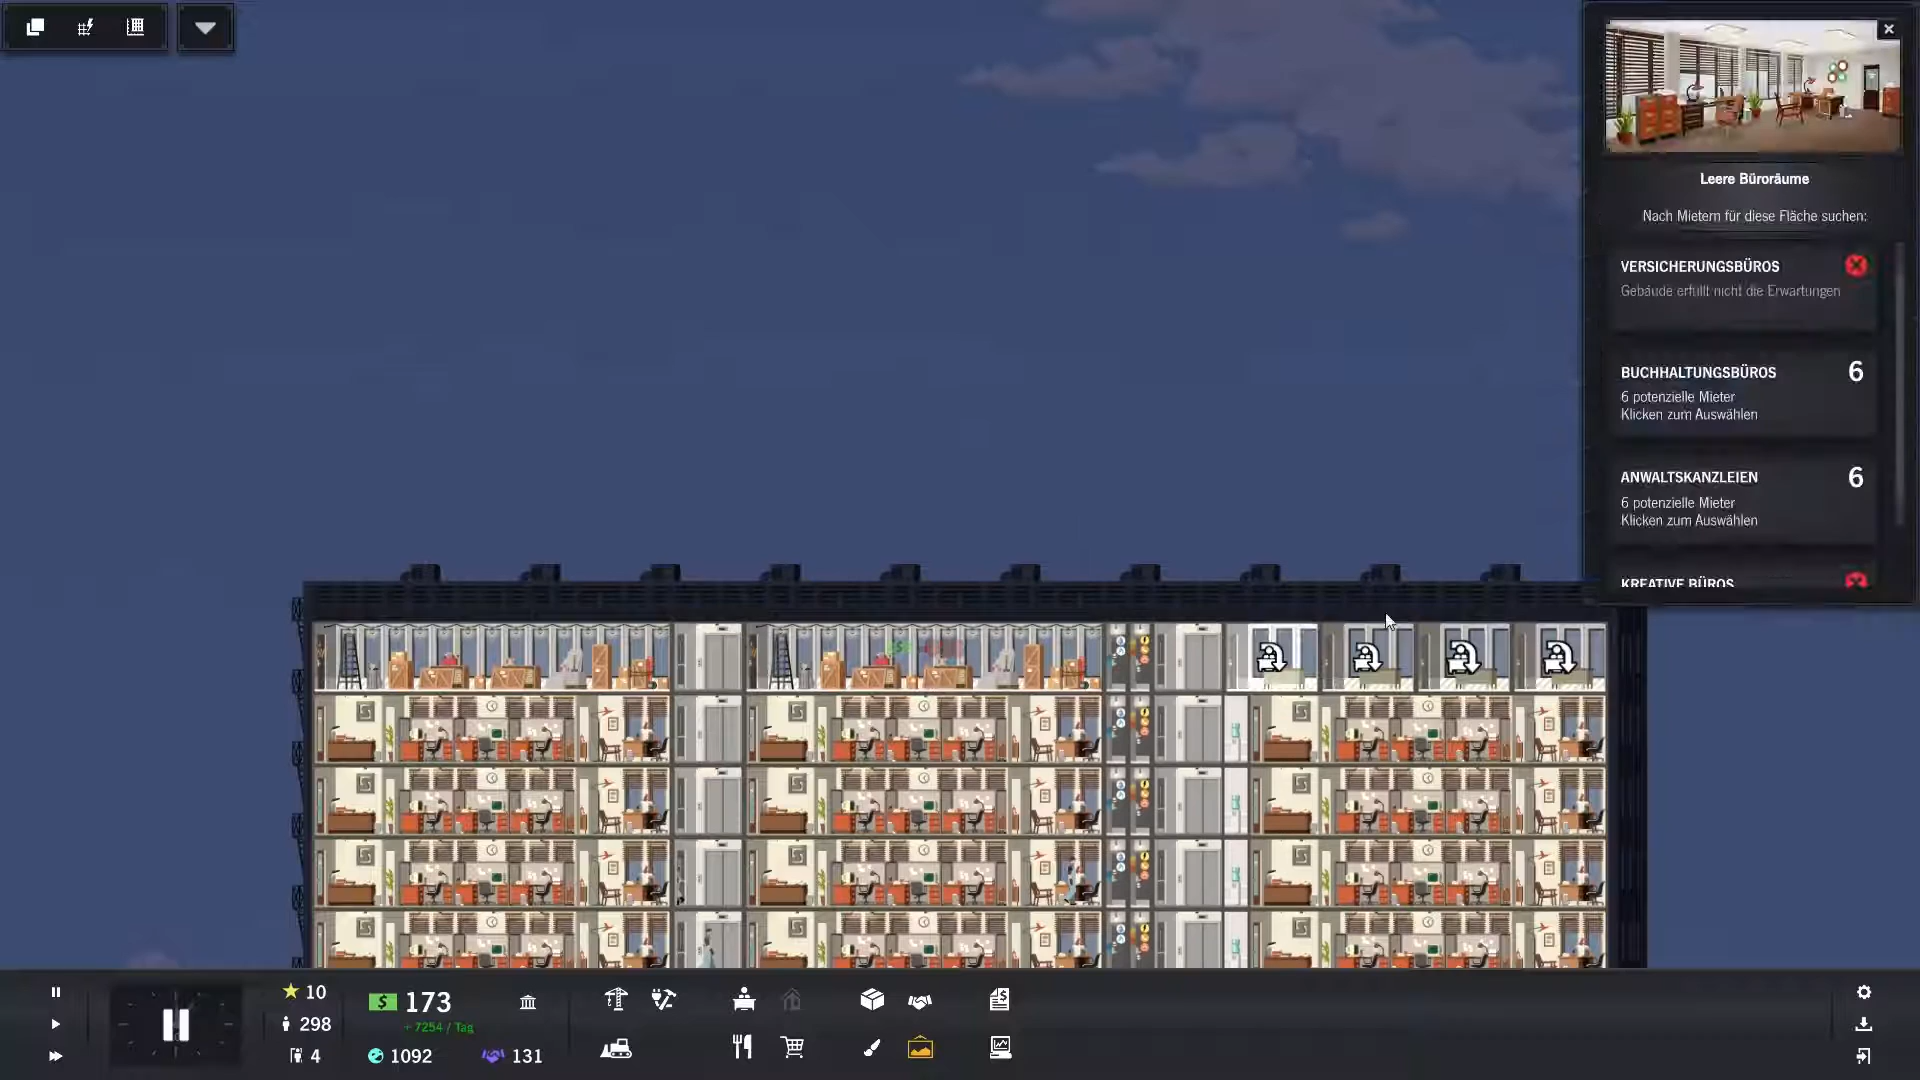 Leere Büroräume
Nach Mietern für diese Fläche suchen:
VERSICHERUNGSBÜROS
Gebäude erfüllt nicht die Erwartungen
BUCHHALTUNGSBÜROS 6
6 potenzielle Mieter
Klicken zum Auswählen
ANWALTSKANZLEIEN 6
6 potenzielle Mieter
Klicken zum Auswählen
KREATIVE BÜROS
10
298
4
$ 173
+ 7254 / Tag
1092
131